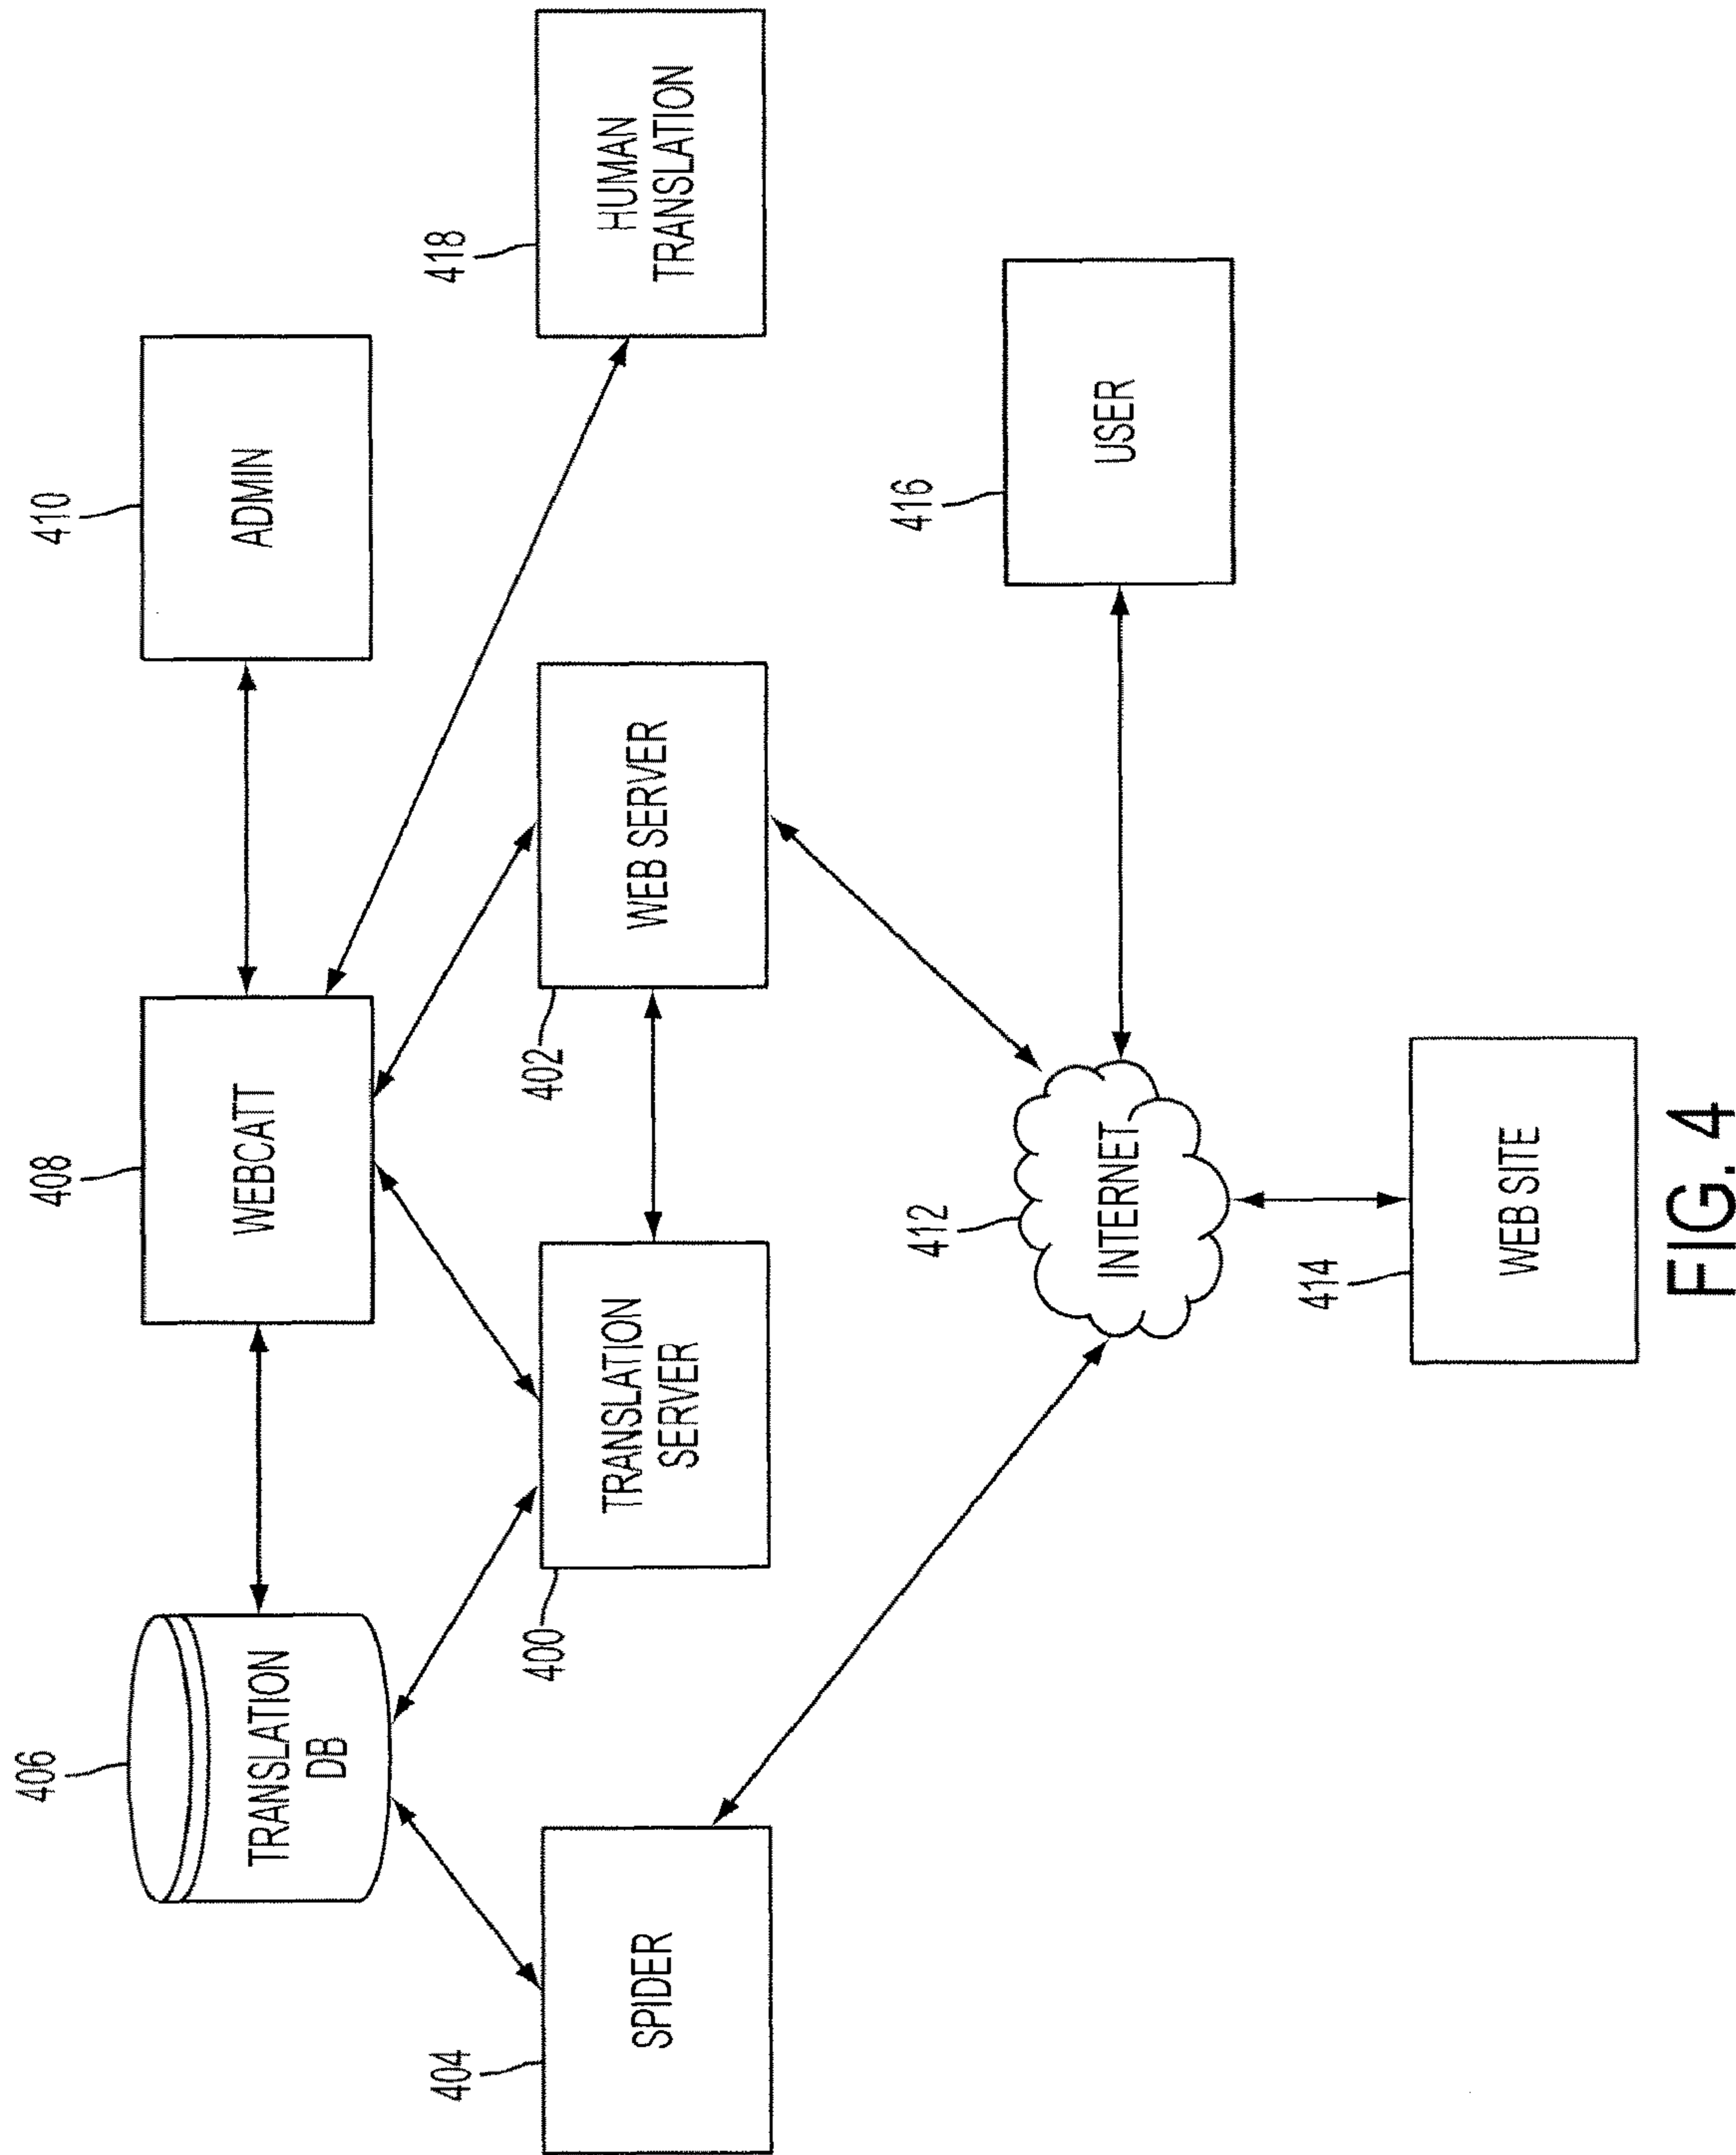 406
TRANSLATION
DB
408
WEBCATT
410
ADMIN
404
SPIDER
400
TRANSLATION
SERVER
402
WEB SERVER
418
HUMAN
TRANSLATION
412
INTERNET
416
USER
414
WEB SITE
FIG. 4